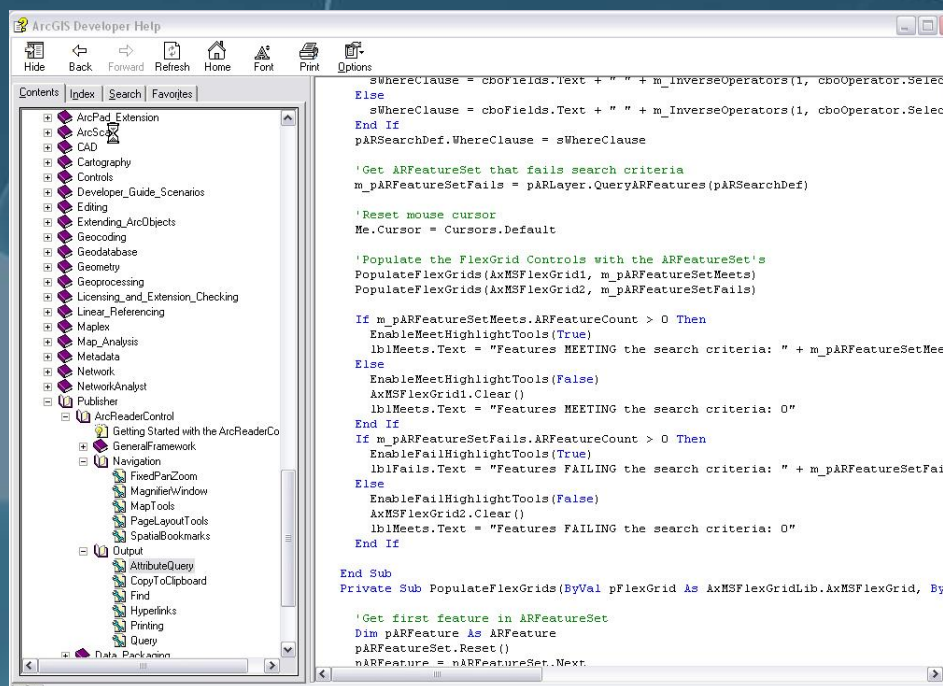 ArcGIS Developer Help
Hide Back Forward Refresh Home Font Print Options
Contents Index Search Favorites
ArcPad_Extension
CAD
Cartography
Controls
Developer_Guide_Scenarios
Editing
Extending_ArcObjects
Geocoding
Geodatabase
Geometry
Geoprocessing
Licensing_and_Extension_Checking
Linear_Referencing
Maplex
Map_Analysis
Metadata
Network
NetworkAnalyst
Publisher
ArcReaderControl
Getting Started with the ArcReaderCo
GeneralFramework
Navigation
FixedPanZoom
MagnifierWindow
MapTools
PageLayoutTools
SpatialBookmarks
Output
AttributeQuery
CopyToClipboard
Find
Hyperlinks
Printing
Query
Data_Packaging
sWhereClause = cboFields.Text + " " + m_InverseOperators(1, cboOperator.Selec
Else
sWhereClause = cboFields.Text + " " + m_InverseOperators(1, cboOperator.Selec
End If
pARSearchDef.WhereClause = sWhereClause
'Get ARFeatureSet that fails search criteria
m_pARFeatureSetFails = pARLayer.QueryARFeatures(pARSearchDef)
'Reset mouse cursor
Me.Cursor = Cursors.Default
'Populate the FlexGrid Controls with the ARFeatureSet's
PopulateFlexGrids(AxMSFlexGrid1, m_pARFeatureSetMeets)
PopulateFlexGrids(AxMSFlexGrid2, m_pARFeatureSetFails)
If m_pARFeatureSetMeets.ARFeatureCount > 0 Then
EnableMeetHighlightTools(True)
lblMeets.Text = "Features MEETING the search criteria: " + m_pARFeatureSetMee
Else
EnableMeetHighlightTools(False)
AxMSFlexGrid1.Clear()
lblMeets.Text = "Features MEETING the search criteria: 0"
End If
If m_pARFeatureSetFails.ARFeatureCount > 0 Then
EnableFailHighlightTools(True)
lblFails.Text = "Features FAILING the search criteria: " + m_pARFeatureSetFai
Else
EnableFailHighlightTools(False)
AxMSFlexGrid2.Clear()
lblMeets.Text = "Features FAILING the search criteria: 0"
End If
End Sub
Private Sub PopulateFlexGrids(ByVal pFlexGrid As AxMSFlexGridLib.AxMSFlexGrid, By
'Get first feature in ARFeatureSet
Dim pARFeature As ARFeature
pARFeatureSet.Reset()
pARFeature = pARFeatureSet.Next